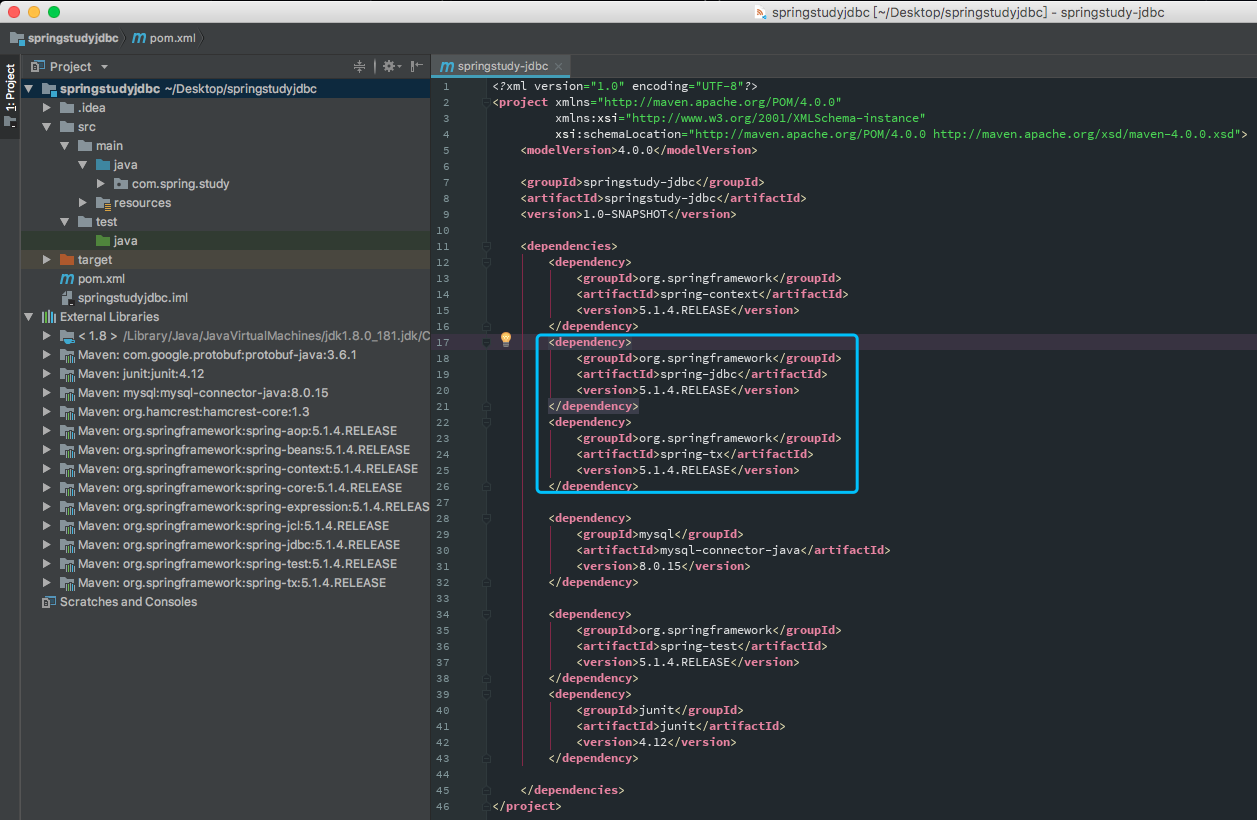 springstudyjdbc [~/Desktop/springstudyjdbc] - springstudy-jdbc
springstudyjdbc
m pom.xml
1: Project
Project
springstudyjdbc ~/Desktop/springstudyjdbc
.idea
src
main
java
com.spring.study
resources
test
java
target
m pom.xml
springstudyjdbc.iml
External Libraries
< 1.8 > /Library/Java/JavaVirtualMachines/jdk1.8.0_181.jdk/C
Maven: com.google.protobuf:protobuf-java:3.6.1
Maven: junit:junit:4.12
Maven: mysql:mysql-connector-java:8.0.15
Maven: org.hamcrest:hamcrest-core:1.3
Maven: org.springframework:spring-aop:5.1.4.RELEASE
Maven: org.springframework:spring-beans:5.1.4.RELEASE
Maven: org.springframework:spring-context:5.1.4.RELEASE
Maven: org.springframework:spring-core:5.1.4.RELEASE
Maven: org.springframework:spring-expression:5.1.4.RELEAS
Maven: org.springframework:spring-jcl:5.1.4.RELEASE
Maven: org.springframework:spring-jdbc:5.1.4.RELEASE
Maven: org.springframework:spring-test:5.1.4.RELEASE
Maven: org.springframework:spring-tx:5.1.4.RELEASE
Scratches and Consoles
m springstudy-jdbc ×
1 <?xml version="1.0" encoding="UTF-8"?>
2 <project xmlns="http://maven.apache.org/POM/4.0.0"
3 xmlns:xsi="http://www.w3.org/2001/XMLSchema-instance"
4 xsi:schemaLocation="http://maven.apache.org/POM/4.0.0 http://maven.apache.org/xsd/maven-4.0.0.xsd">
5 <modelVersion>4.0.0</modelVersion>
6
7 <groupId>springstudy-jdbc</groupId>
8 <artifactId>springstudy-jdbc</artifactId>
9 <version>1.0-SNAPSHOT</version>
10
11 <dependencies>
12 <dependency>
13 <groupId>org.springframework</groupId>
14 <artifactId>spring-context</artifactId>
15 <version>5.1.4.RELEASE</version>
16 </dependency>
17 <dependency>
18 <groupId>org.springframework</groupId>
19 <artifactId>spring-jdbc</artifactId>
20 <version>5.1.4.RELEASE</version>
21 </dependency>
22 <dependency>
23 <groupId>org.springframework</groupId>
24 <artifactId>spring-tx</artifactId>
25 <version>5.1.4.RELEASE</version>
26 </dependency>
27
28 <dependency>
29 <groupId>mysql</groupId>
30 <artifactId>mysql-connector-java</artifactId>
31 <version>8.0.15</version>
32 </dependency>
33
34 <dependency>
35 <groupId>org.springframework</groupId>
36 <artifactId>spring-test</artifactId>
37 <version>5.1.4.RELEASE</version>
38 </dependency>
39 <dependency>
40 <groupId>junit</groupId>
41 <artifactId>junit</artifactId>
42 <version>4.12</version>
43 </dependency>
44
45 </dependencies>
46 </project>